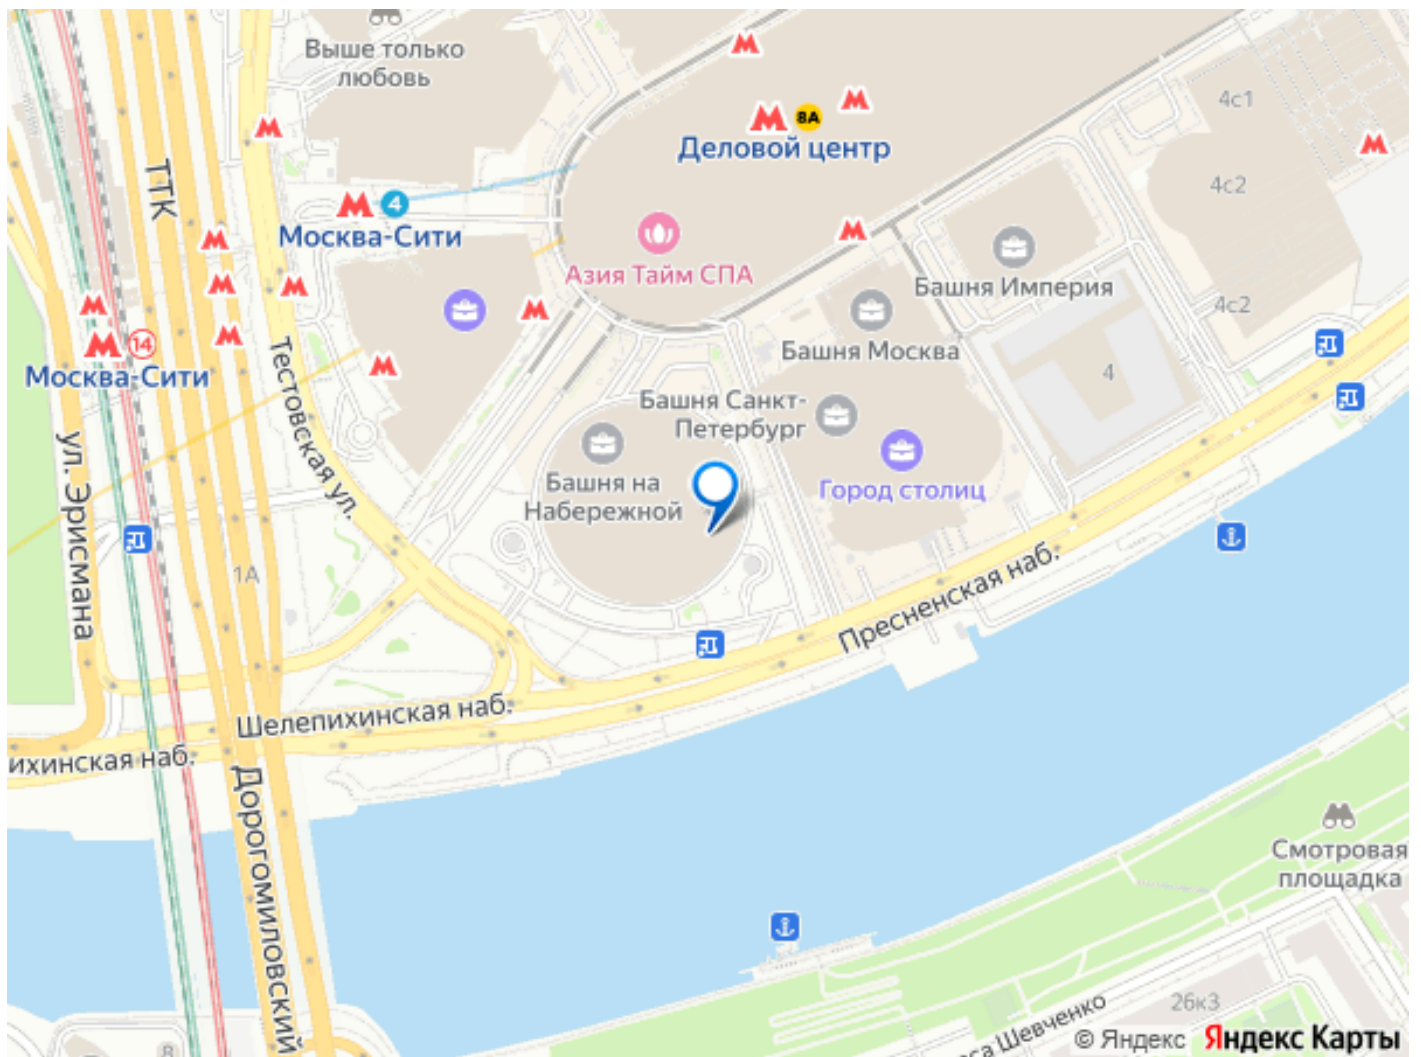 Выше только
любовь
8А
Деловой центр
4с1
4с2
ТТК
4
Москва-Сити
Азия Тайм СПА
Башня Империя
4с2
14
Москва-Сити
Башня Москва
4
Тестовская ул.
Башня Санкт-
Петербург
ул. Эрисмана
Башня на
Набережной
Город столиц
1А
Пресненская наб.
Шелепихинская наб.
ихинская наб.
Дорогомиловский
Смотровая
площадка
26к3
са Шевченко
8
© Яндекс Яндекс Карты